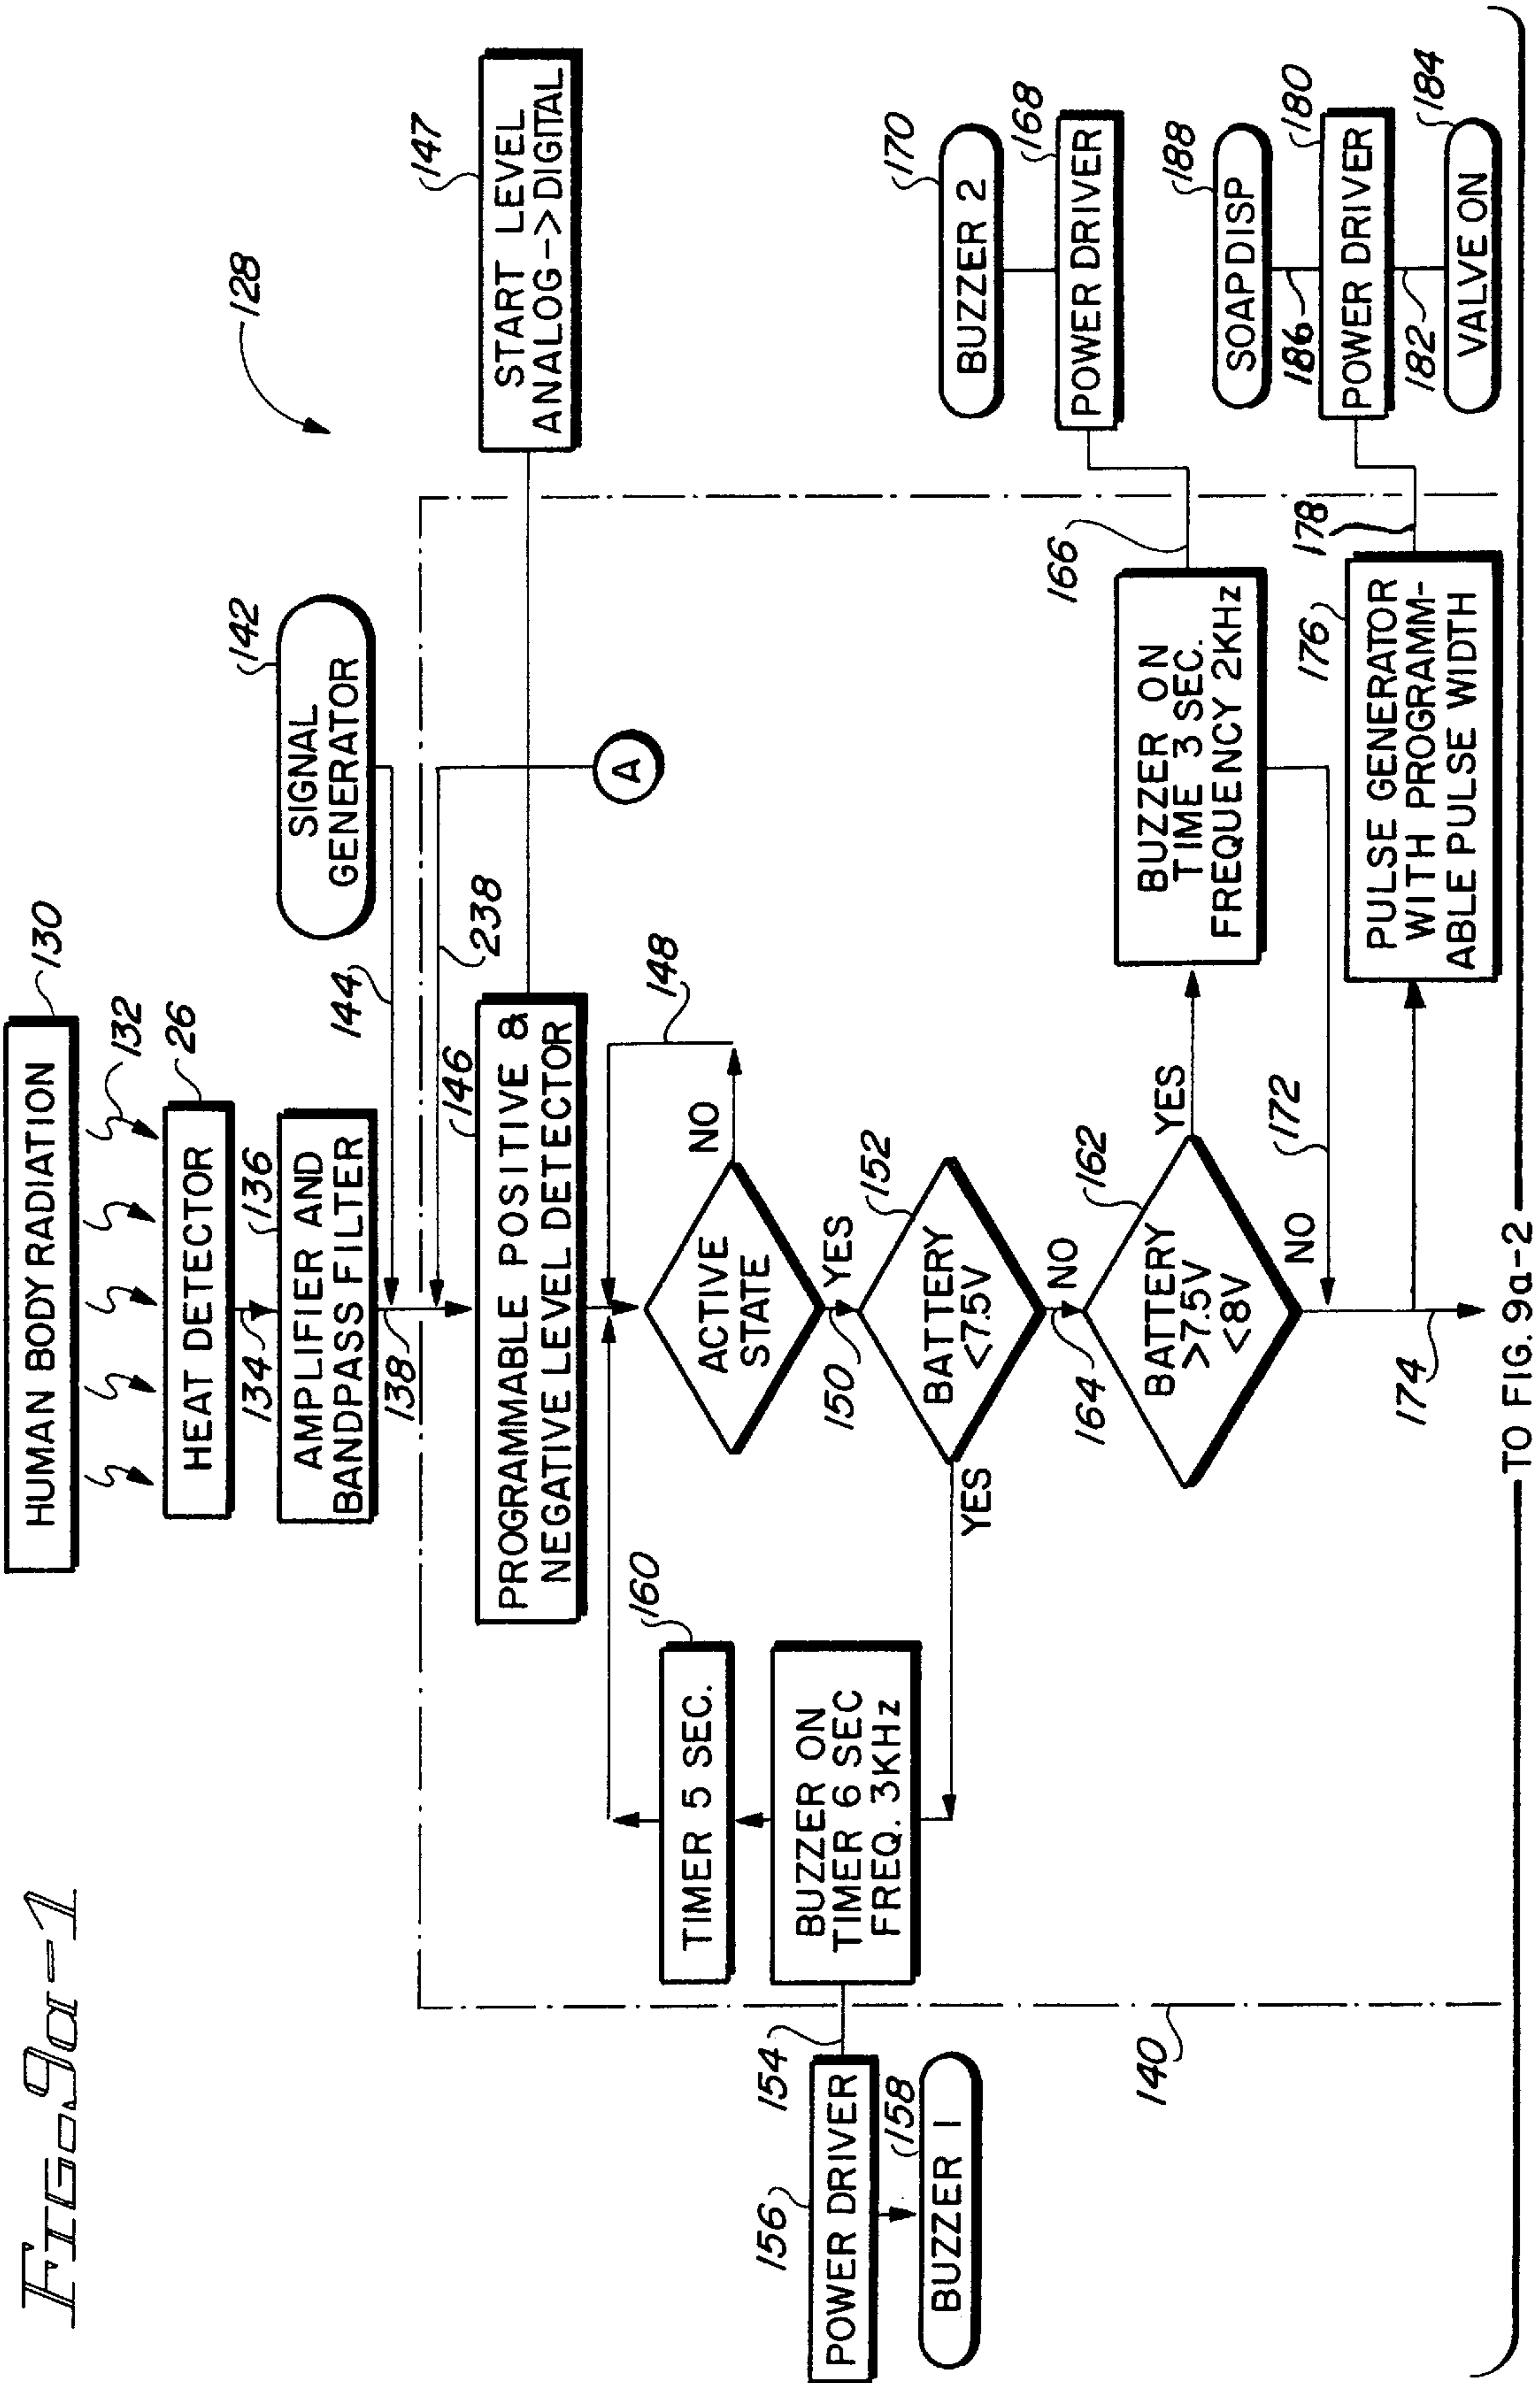 FIG. 9a-1
128
HUMAN BODY RADIATION
130
132
HEAT DETECTOR
26
134
AMPLIFIER AND
BANDPASS FILTER
136
138
SIGNAL
GENERATOR
142
144
238
A
PROGRAMMABLE POSITIVE &
NEGATIVE LEVEL DETECTOR
146
START LEVEL
ANALOG->DIGITAL
147
ACTIVE
STATE
NO
148
YES
150
BATTERY
<7.5V
152
YES
NO
164
TIMER 5 SEC.
160
BUZZER ON
TIMER 6 SEC
FREQ. 3KHz
154
POWER DRIVER
156
BUZZER 1
158
140
BATTERY
>7.5V
<8V
162
YES
NO
172
174
BUZZER ON
TIME 3 SEC.
FREQUENCY 2KHz
166
POWER DRIVER
168
BUZZER 2
170
PULSE GENERATOR
WITH PROGRAMM-
ABLE PULSE WIDTH
176
178
SOAP DISP
188
186
POWER DRIVER
180
182
VALVE ON
184
TO FIG. 9a-2